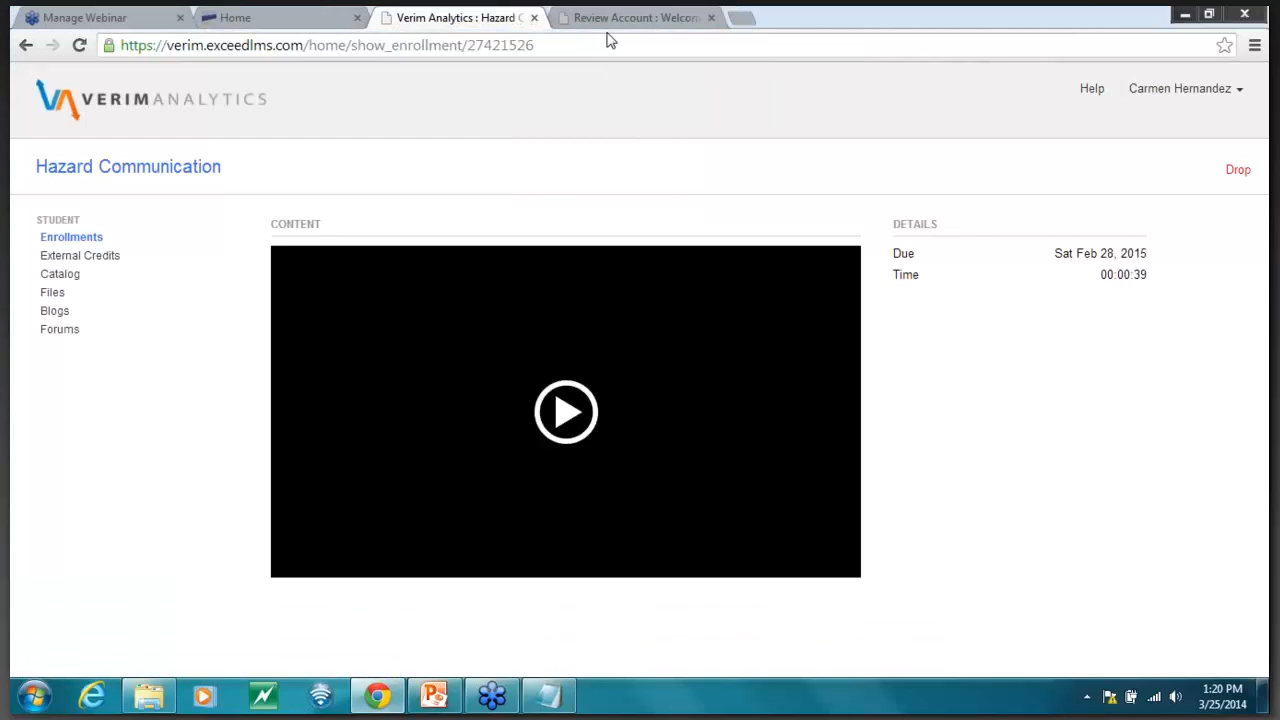 Manage Webinar
Home
Verim Analytics : Hazard C
Review Account : Welcom
https://verim.exceedlms.com/home/show_enrollment/27421526
VA VERIMANALYTICS
Help
Carmen Hernandez
Hazard Communication
Drop
STUDENT
Enrollments
External Credits
Catalog
Files
Blogs
Forums
CONTENT
DETAILS
Due Sat Feb 28, 2015
Time 00:00:39
1:20 PM
3/25/2014